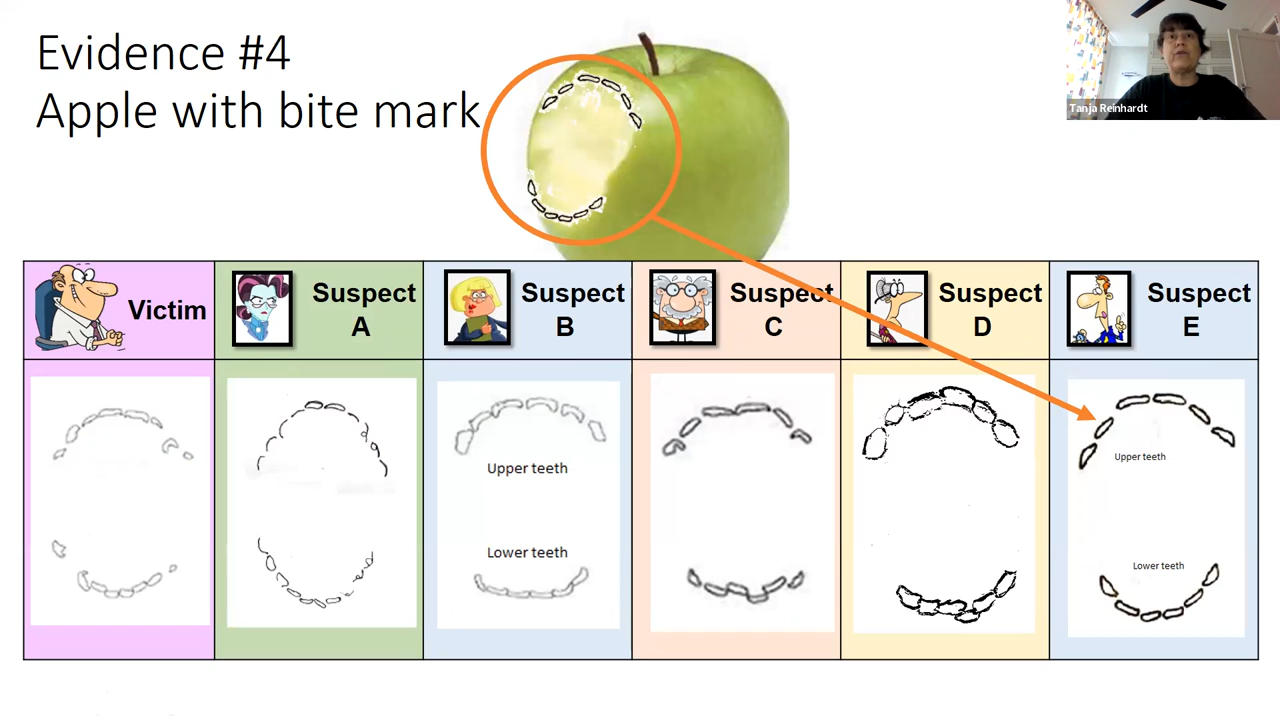 Evidence #4
Apple with bite mark
Tanja Reinhardt
Victim
Suspect
A
Suspect
B
Suspect
C
Suspect
D
Suspect
E
Upper teeth
Lower teeth
Upper teeth
Lower teeth